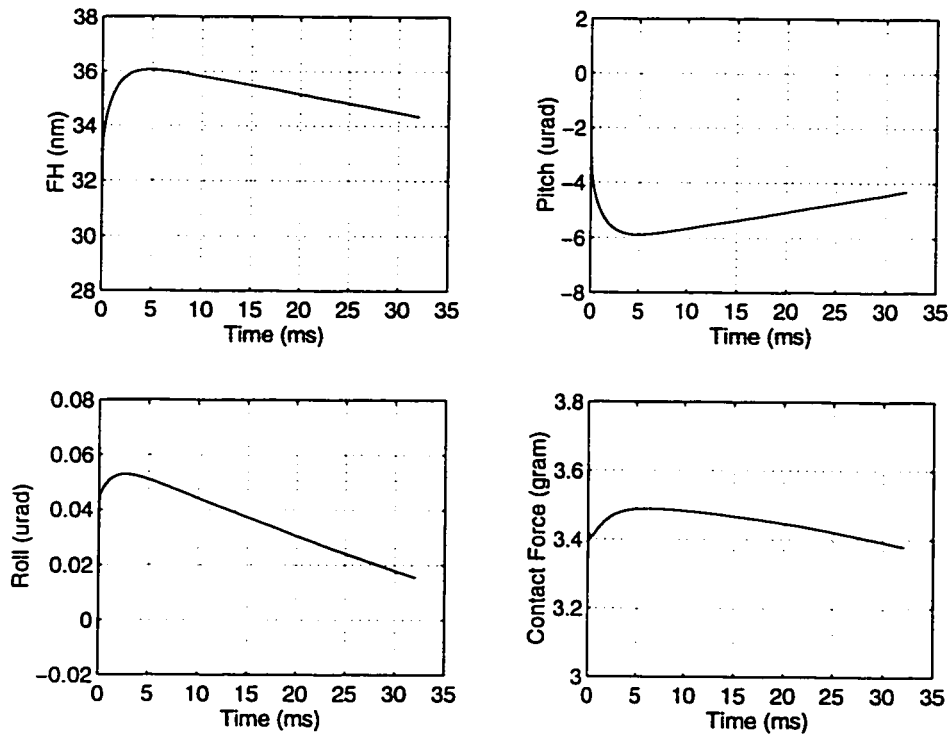 38
36
34
32
30
28
FH (nm)
0 5 10 15 20 25 30 35
Time (ms)
2
0
−2
−4
−6
−8
Pitch (urad)
0 5 10 15 20 25 30 35
Time (ms)
0.08
0.06
0.04
0.02
0
−0.02
Roll (urad)
0 5 10 15 20 25 30 35
Time (ms)
3.8
3.6
3.4
3.2
3
Contact Force (gram)
0 5 10 15 20 25 30 35
Time (ms)